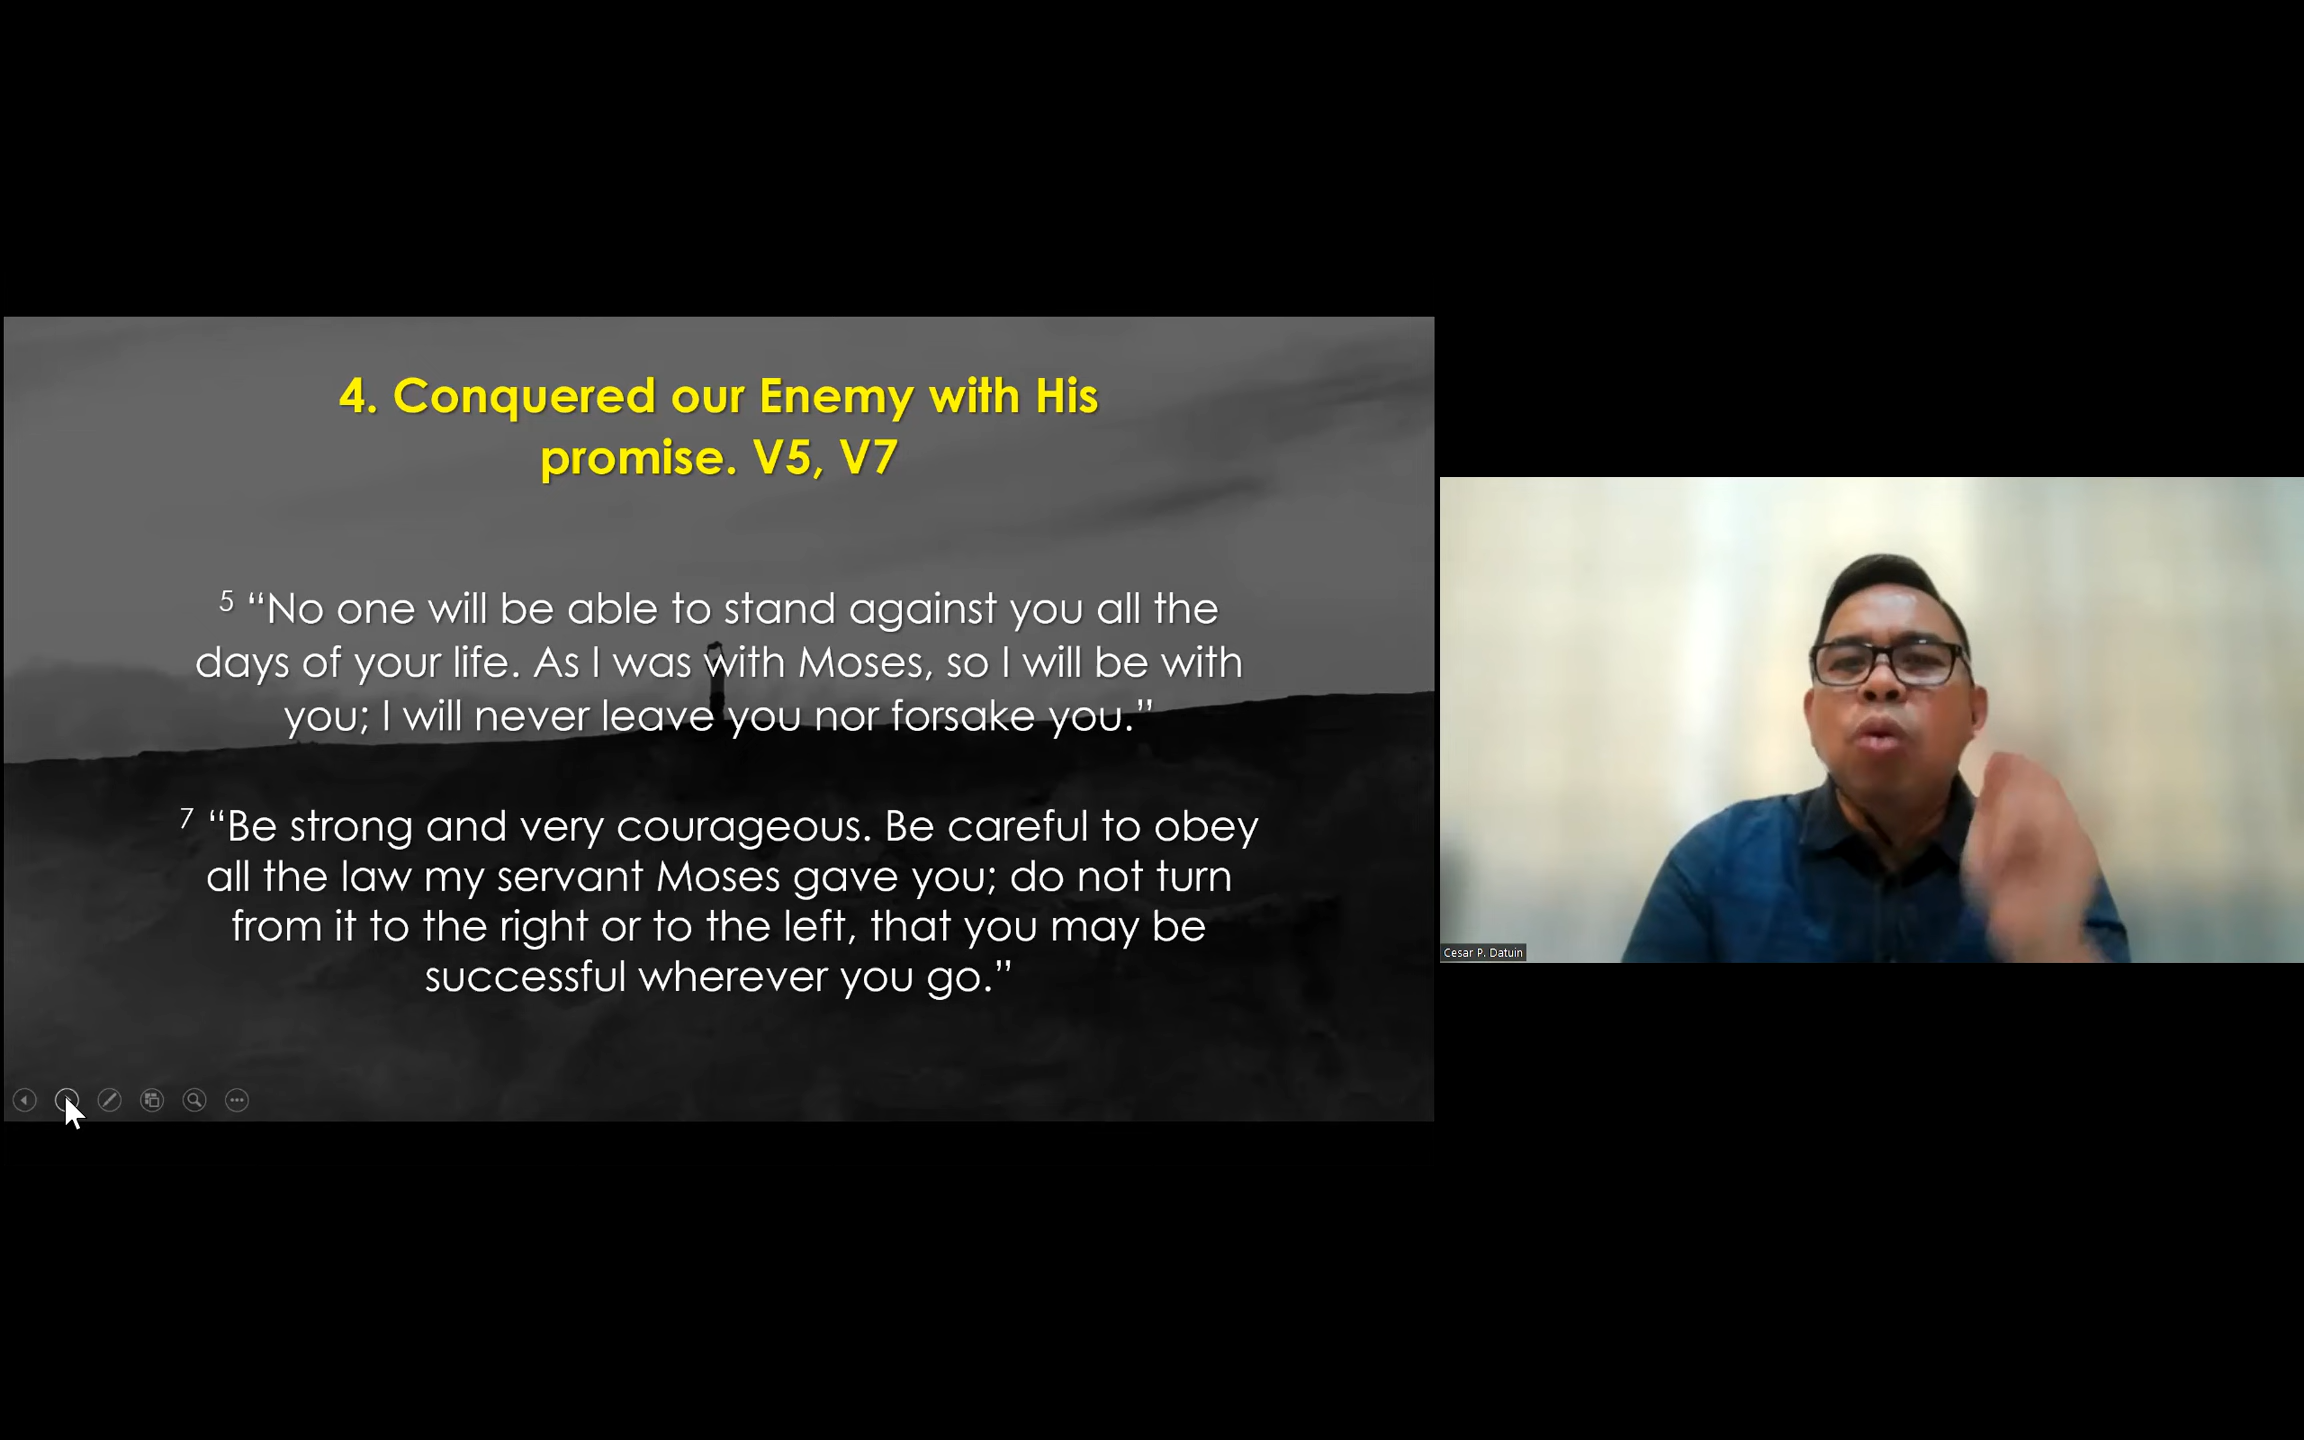 4. Conquered our Enemy with His
promise. V5, V7
5 “No one will be able to stand against you all the
days of your life. As I was with Moses, so I will be with
you; I will never leave you nor forsake you.”
7 “Be strong and very courageous. Be careful to obey
all the law my servant Moses gave you; do not turn
from it to the right or to the left, that you may be
successful wherever you go.”
Cesar P. Datuin